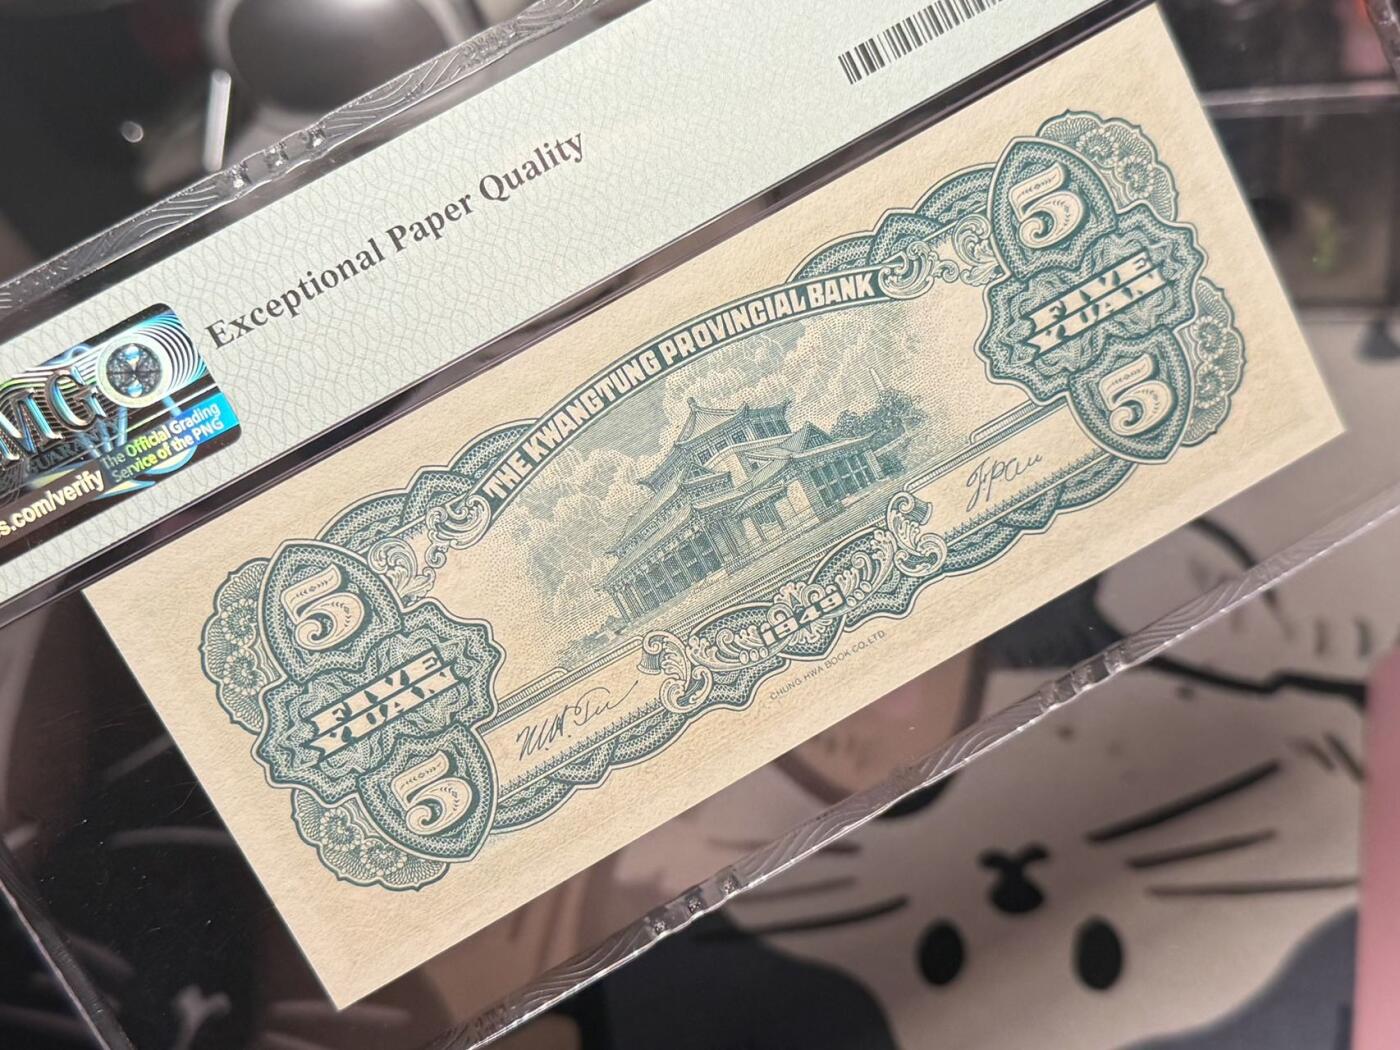 Exceptional Paper Quality
PMG
The Official Grading
Service of the PNG
s.com/verify
THE KWANGTUNG PROVINCIAL BANK
5
FIVE
YUAN
5
5
FIVE
YUAN
5
1949
CHUNG HWA BOOK CO., LTD.